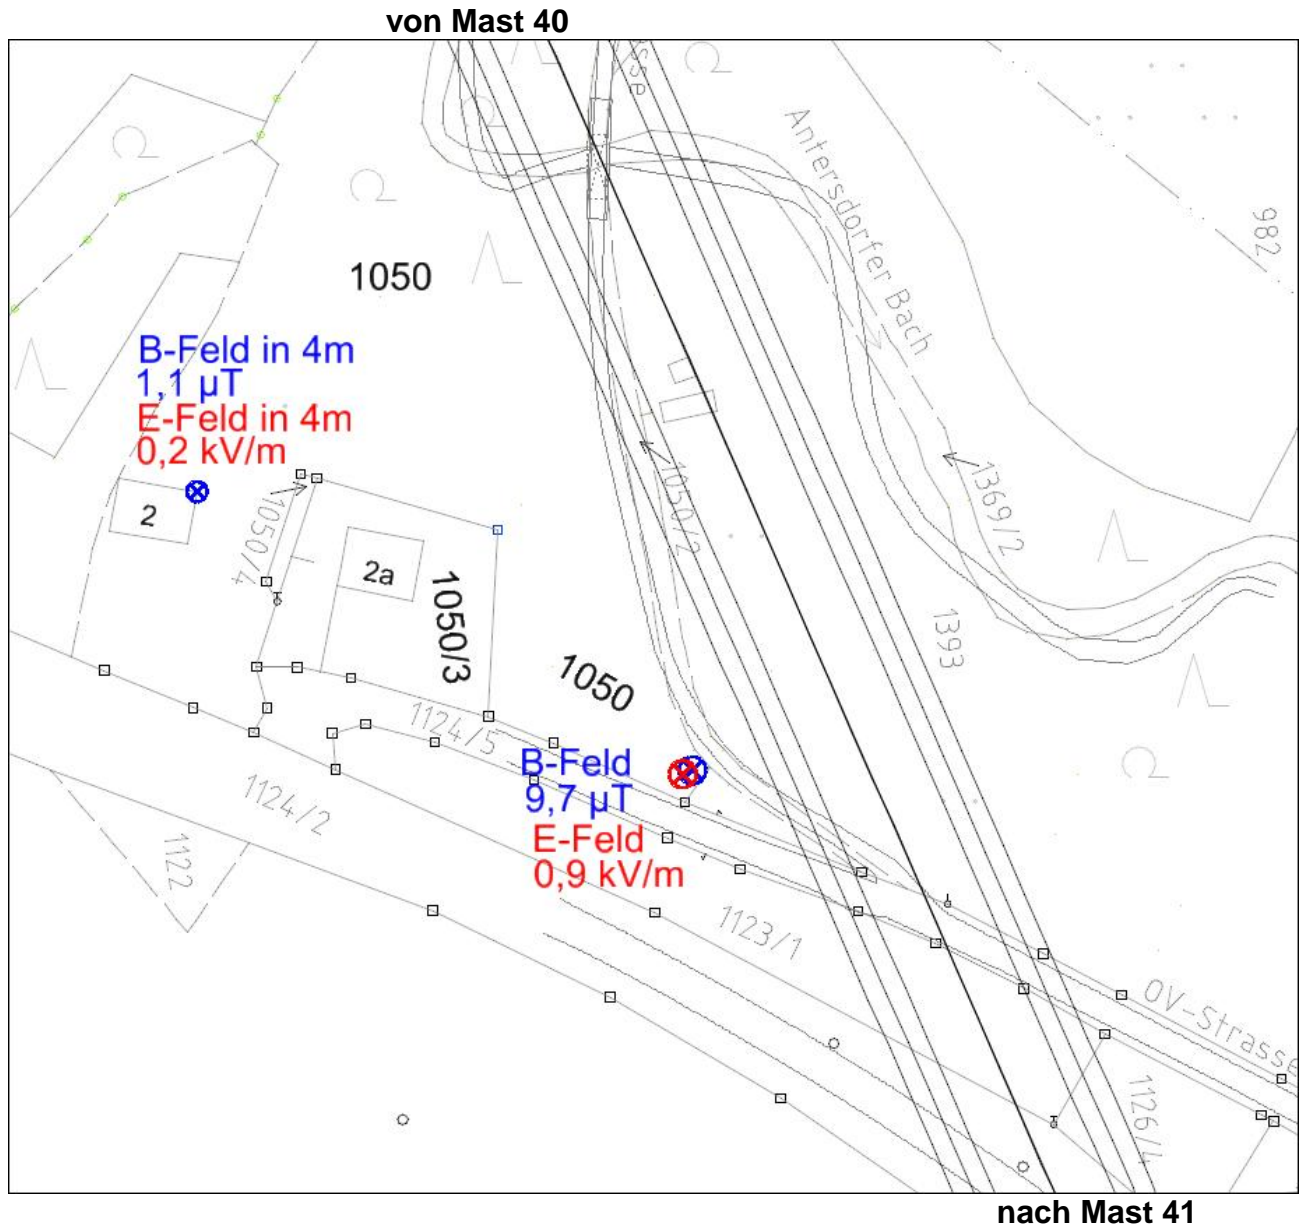 von Mast 40
sse
Antersdorfer Bach
982
1050
B-Feld in 4m
1,1 µT
E-Feld in 4m
0,2 kV/m
2
1050/4
2a
1050/3
1050/2
1369/2
1393
1050
1124/5
B-Feld
9,7 µT
E-Feld
0,9 kV/m
1124/2
1122
1123/1
OV-Strasse
1126/4
nach Mast 41